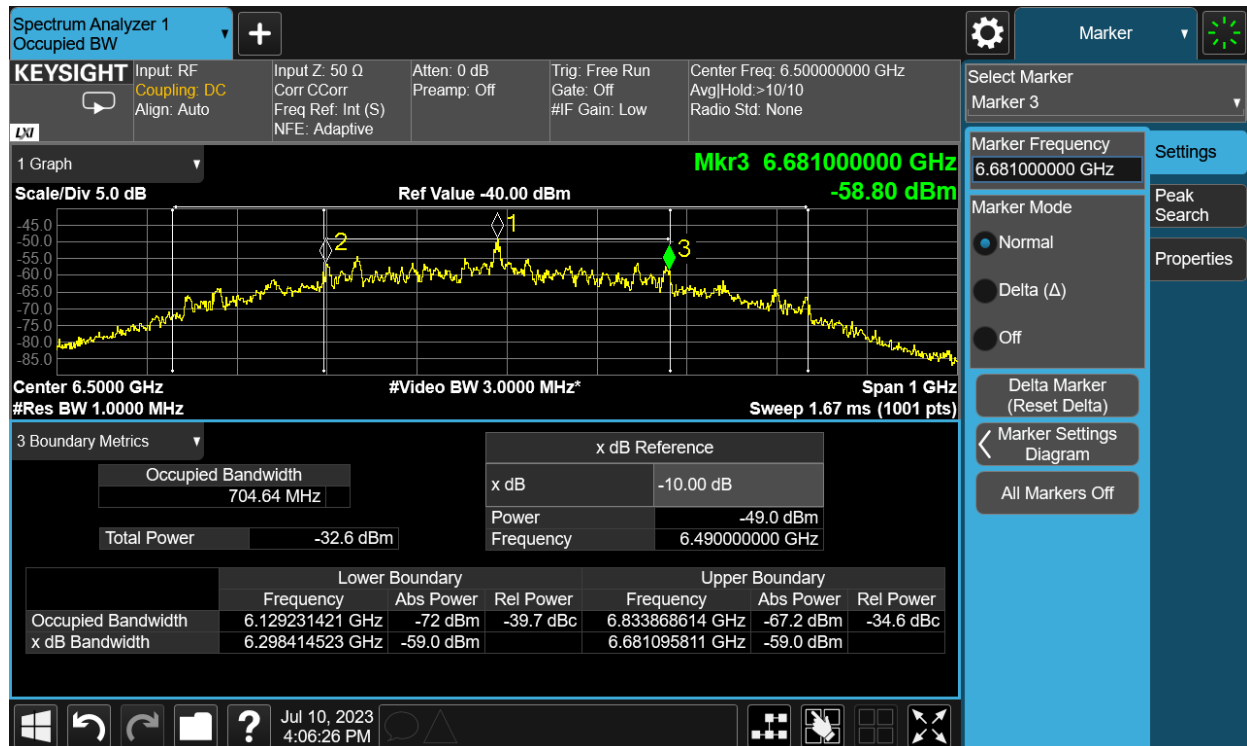 Spectrum Analyzer 1
Occupied BW
Marker
KEYSIGHT
LXI
Input: RF
Coupling: DC
Align: Auto
Input Z: 50 Ω
Corr CCorr
Freq Ref: Int (S)
NFE: Adaptive
Atten: 0 dB
Preamp: Off
Trig: Free Run
Gate: Off
#IF Gain: Low
Center Freq: 6.500000000 GHz
Avg|Hold:>10/10
Radio Std: None
Select Marker
Marker 3
1 Graph
Mkr3 6.681000000 GHz
Scale/Div 5.0 dB
Ref Value -40.00 dBm
-58.80 dBm
-45.0
-50.0
-55.0
-60.0
-65.0
-70.0
-75.0
-80.0
-85.0
1
2
3
Center 6.5000 GHz
#Video BW 3.0000 MHz*
Span 1 GHz
#Res BW 1.0000 MHz
Sweep 1.67 ms (1001 pts)
Marker Frequency
6.681000000 GHz
Marker Mode
Normal
Delta (Δ)
Off
Delta Marker
(Reset Delta)
Marker Settings
Diagram
All Markers Off
Settings
Peak
Search
Properties
3 Boundary Metrics
Occupied Bandwidth
704.64 MHz
Total Power -32.6 dBm
x dB Reference
x dB -10.00 dB
Power -49.0 dBm
Frequency 6.490000000 GHz
Lower Boundary Upper Boundary
Frequency Abs Power Rel Power Frequency Abs Power Rel Power
Occupied Bandwidth 6.129231421 GHz -72 dBm -39.7 dBc 6.833868614 GHz -67.2 dBm -34.6 dBc
x dB Bandwidth 6.298414523 GHz -59.0 dBm 6.681095811 GHz -59.0 dBm
?
Jul 10, 2023
4:06:26 PM